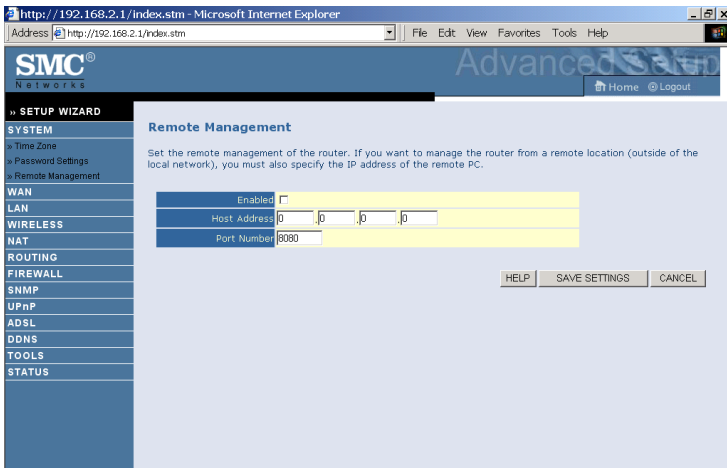 http://192.168.2.1/index.stm - Microsoft Internet Explorer
Address http://192.168.2.1/index.stm File Edit View Favorites Tools Help
SMC®
Networks
Advanced Setup
Home Logout
» SETUP WIZARD
SYSTEM
» Time Zone
» Password Settings
» Remote Management
WAN
LAN
WIRELESS
NAT
ROUTING
FIREWALL
SNMP
UPnP
ADSL
DDNS
TOOLS
STATUS
Remote Management
Set the remote management of the router. If you want to manage the router from a remote location (outside of the
local network), you must also specify the IP address of the remote PC.
Enabled
Host Address 0 .0 .0 .0
Port Number 8080
HELP SAVE SETTINGS CANCEL